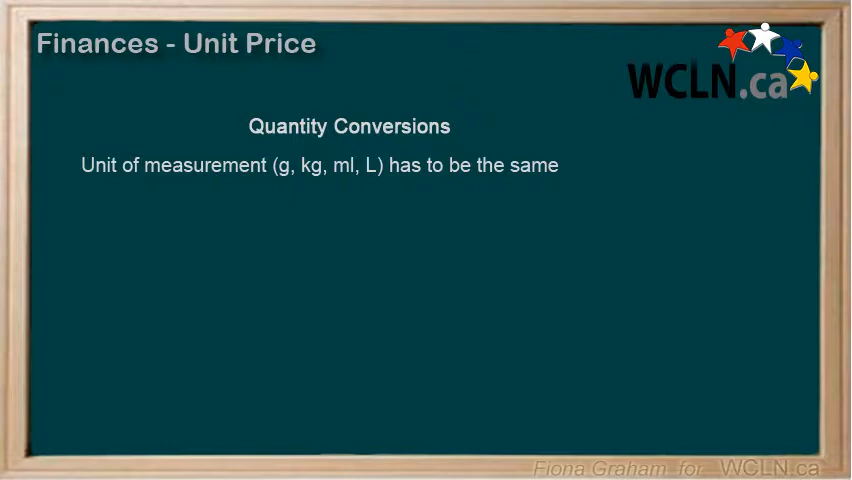 Finances - Unit Price
WCLN.ca
Quantity Conversions
Unit of measurement (g, kg, ml, L) has to be the same
Fiona Graham for WCLN.ca